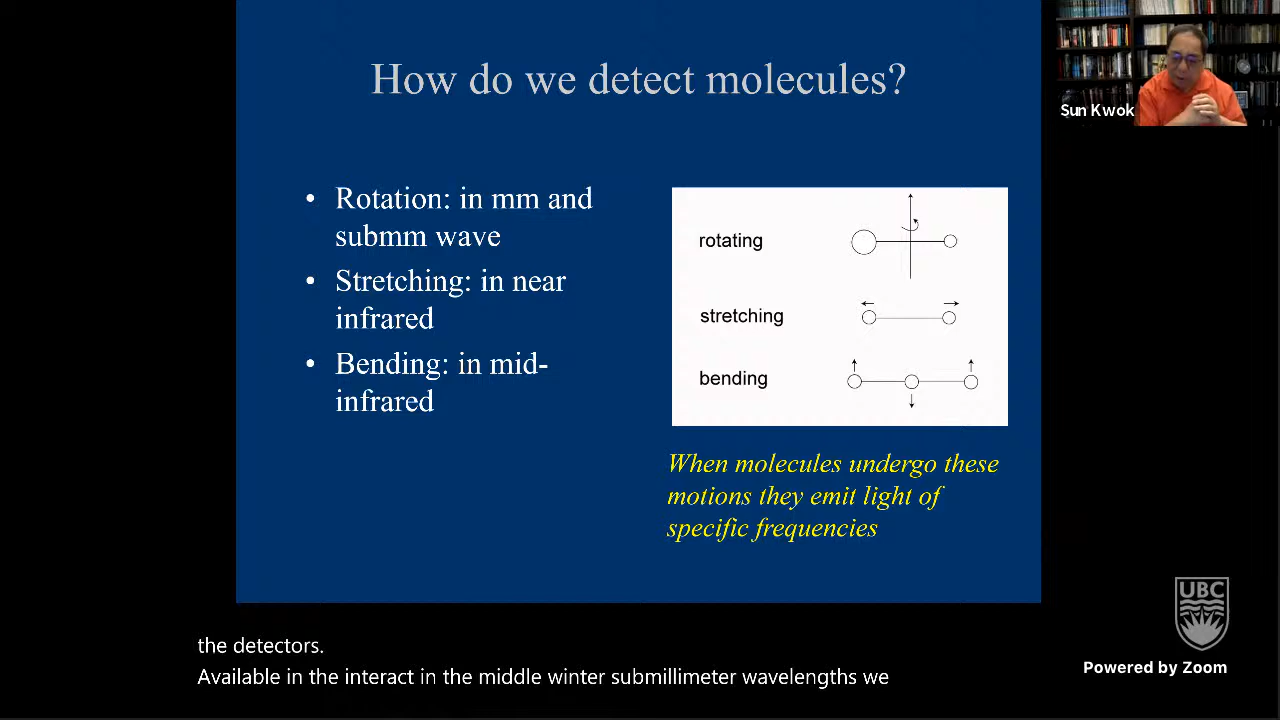 How do we detect molecules?
Sun Kwok
• Rotation: in mm and
submm wave
• Stretching: in near
infrared
• Bending: in mid-
infrared
rotating
stretching
bending
When molecules undergo these
motions they emit light of
specific frequencies
the detectors.
Available in the interact in the middle winter submillimeter wavelengths we
UBC
Powered by Zoom